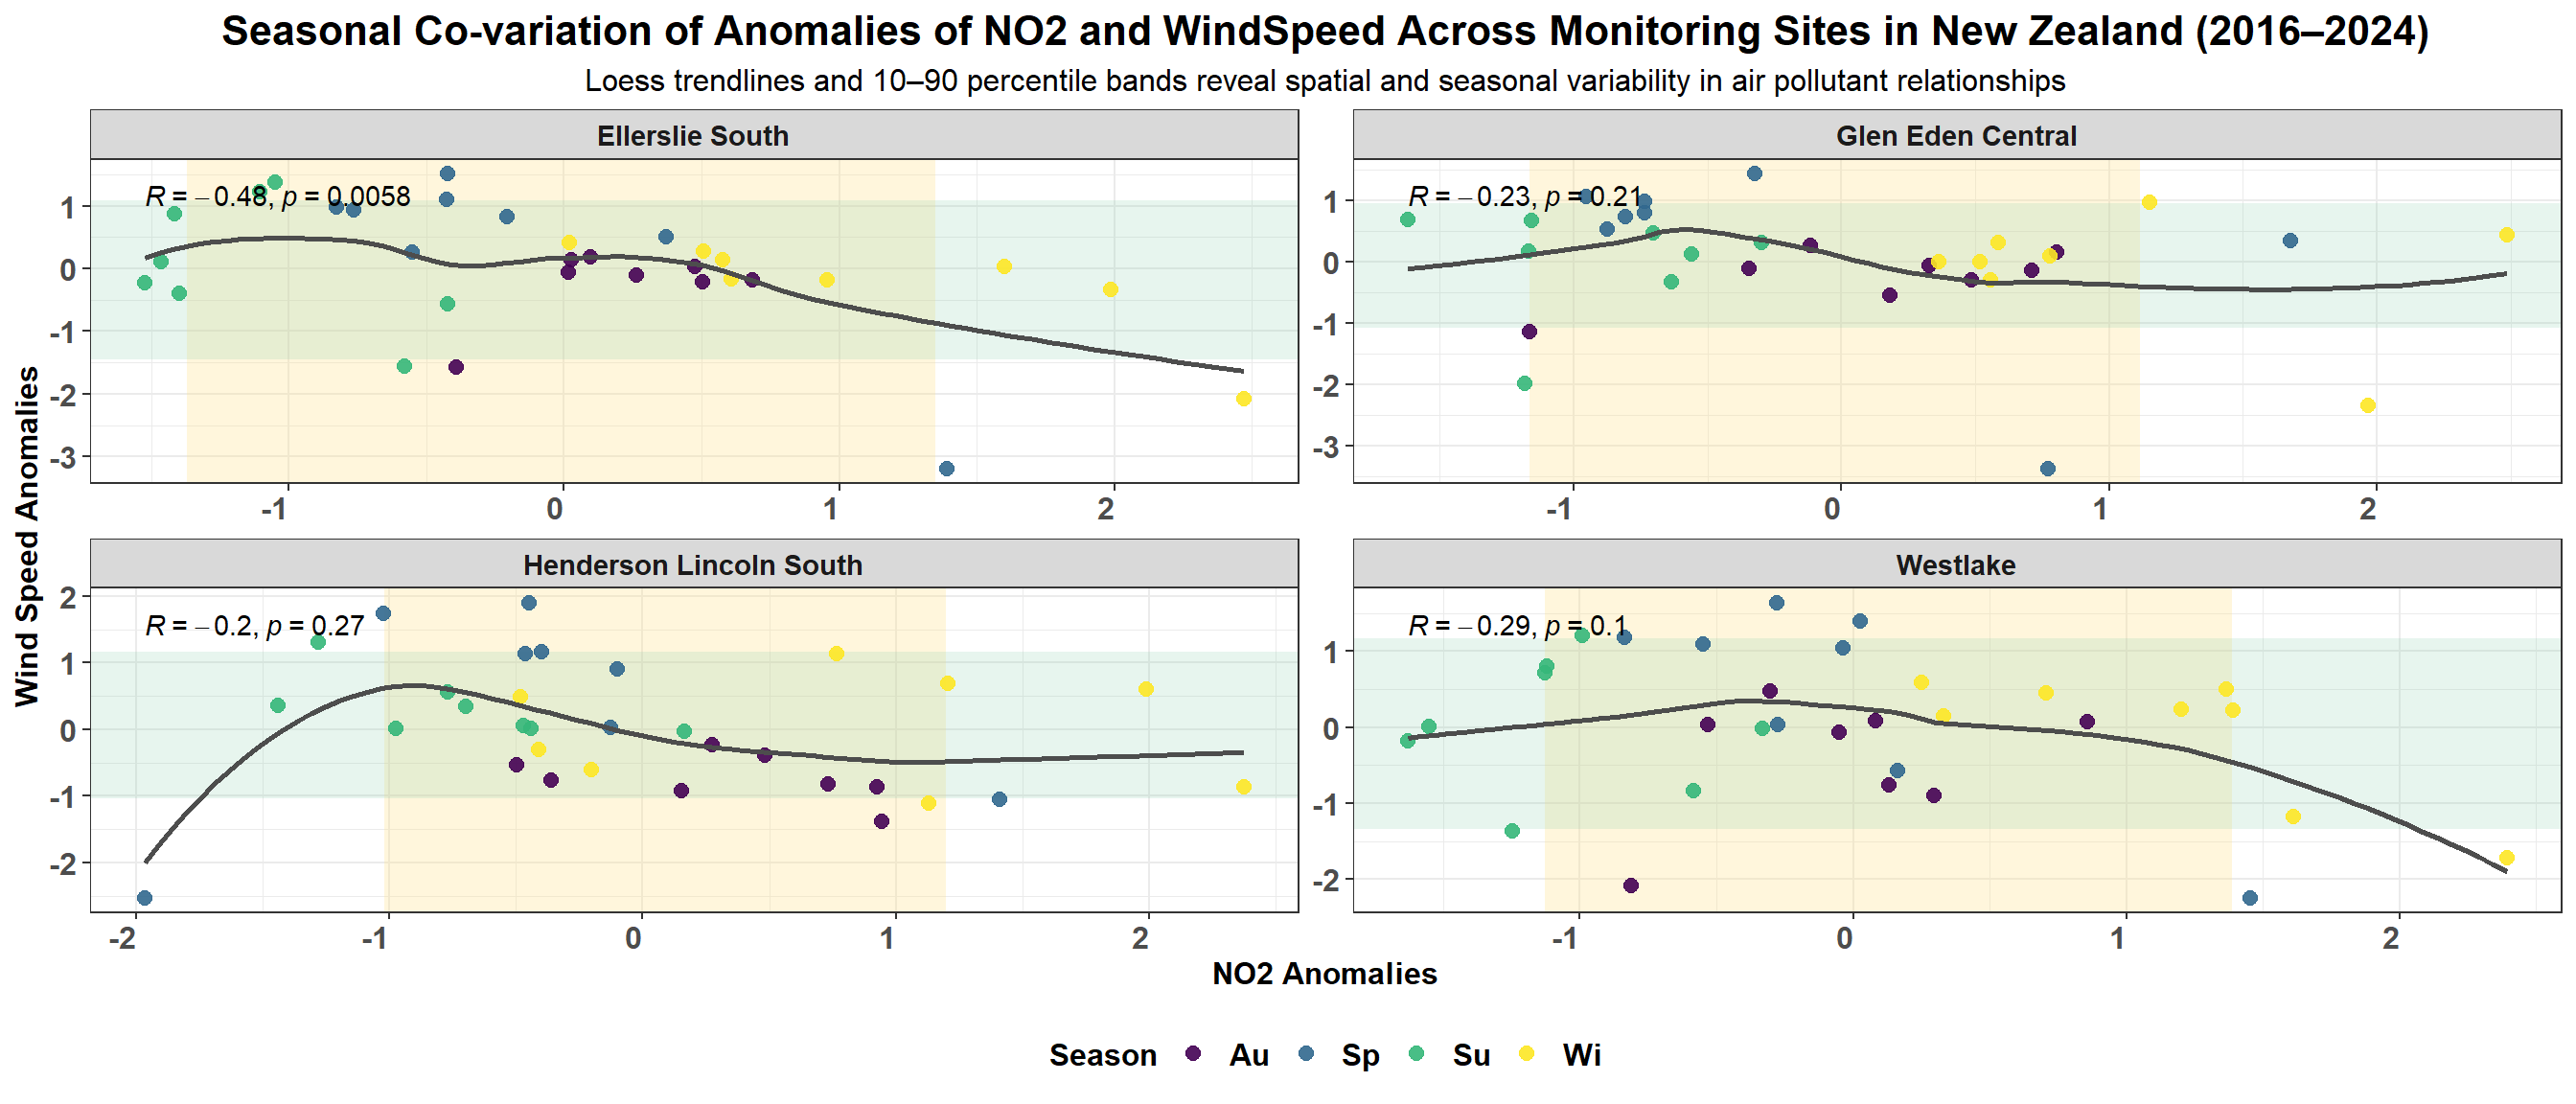 Seasonal Co-variation of Anomalies of NO2 and WindSpeed Across Monitoring Sites in New Zealand (2016–2024)
Loess trendlines and 10–90 percentile bands reveal spatial and seasonal variability in air pollutant relationships
Ellerslie South
R = −0.48, p = 0.0058
1
0
-1
-2
-3
-1
0
1
2
Glen Eden Central
R = −0.23, p = 0.21
1
0
-1
-2
-3
-1
0
1
2
Wind Speed Anomalies
Henderson Lincoln South
R = −0.2, p = 0.27
2
1
0
-1
-2
-2
-1
0
1
2
Westlake
R = −0.29, p = 0.1
1
0
-1
-2
-1
0
1
2
NO2 Anomalies
Season Au Sp Su Wi